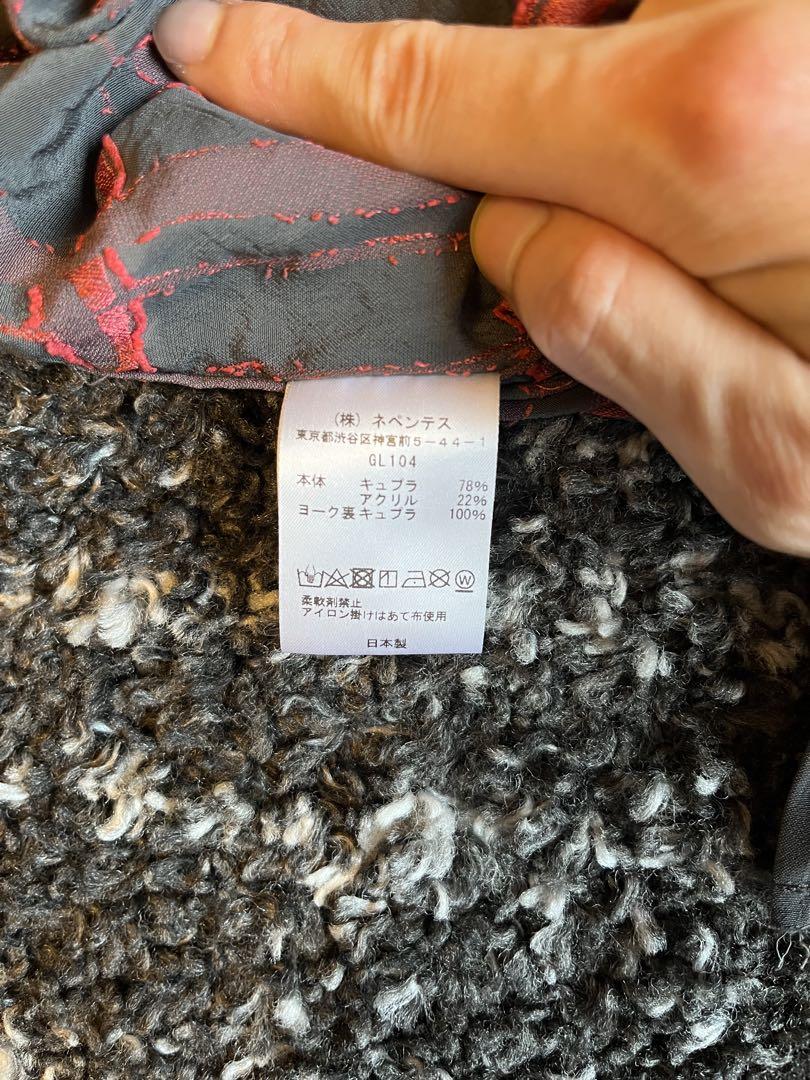 (株) ネペンテス
東京都渋谷区神宮前5-44-1
GL104
本体 キュプラ 78%
アクリル 22%
ヨーク裏 キュプラ 100%
W
柔軟剤禁止
アイロン掛けはあて布使用
日本製